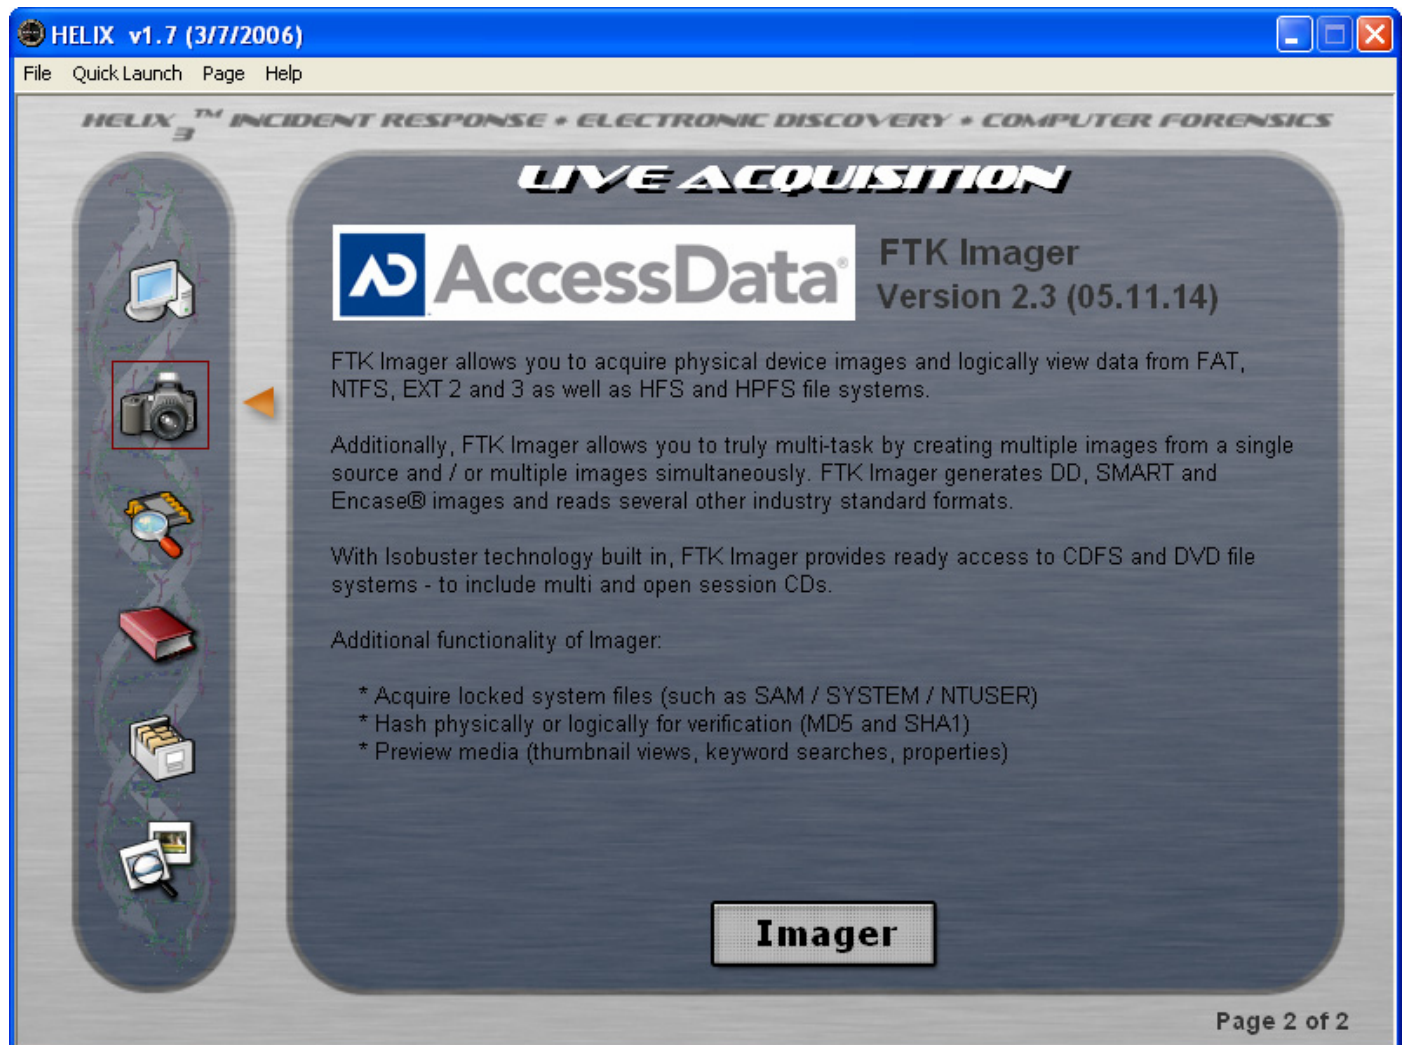 HELIX v1.7 (3/7/2006)
File Quick Launch Page Help
HELIX3™ INCIDENT RESPONSE • ELECTRONIC DISCOVERY • COMPUTER FORENSICS
LIVE ACQUISITION
AD AccessData®
FTK Imager
Version 2.3 (05.11.14)
FTK Imager allows you to acquire physical device images and logically view data from FAT,
NTFS, EXT 2 and 3 as well as HFS and HPFS file systems.
Additionally, FTK Imager allows you to truly multi-task by creating multiple images from a single
source and / or multiple images simultaneously. FTK Imager generates DD, SMART and
Encase® images and reads several other industry standard formats.
With Isobuster technology built in, FTK Imager provides ready access to CDFS and DVD file
systems - to include multi and open session CDs.
Additional functionality of Imager:
* Acquire locked system files (such as SAM / SYSTEM / NTUSER)
* Hash physically or logically for verification (MD5 and SHA1)
* Preview media (thumbnail views, keyword searches, properties)
Imager
Page 2 of 2